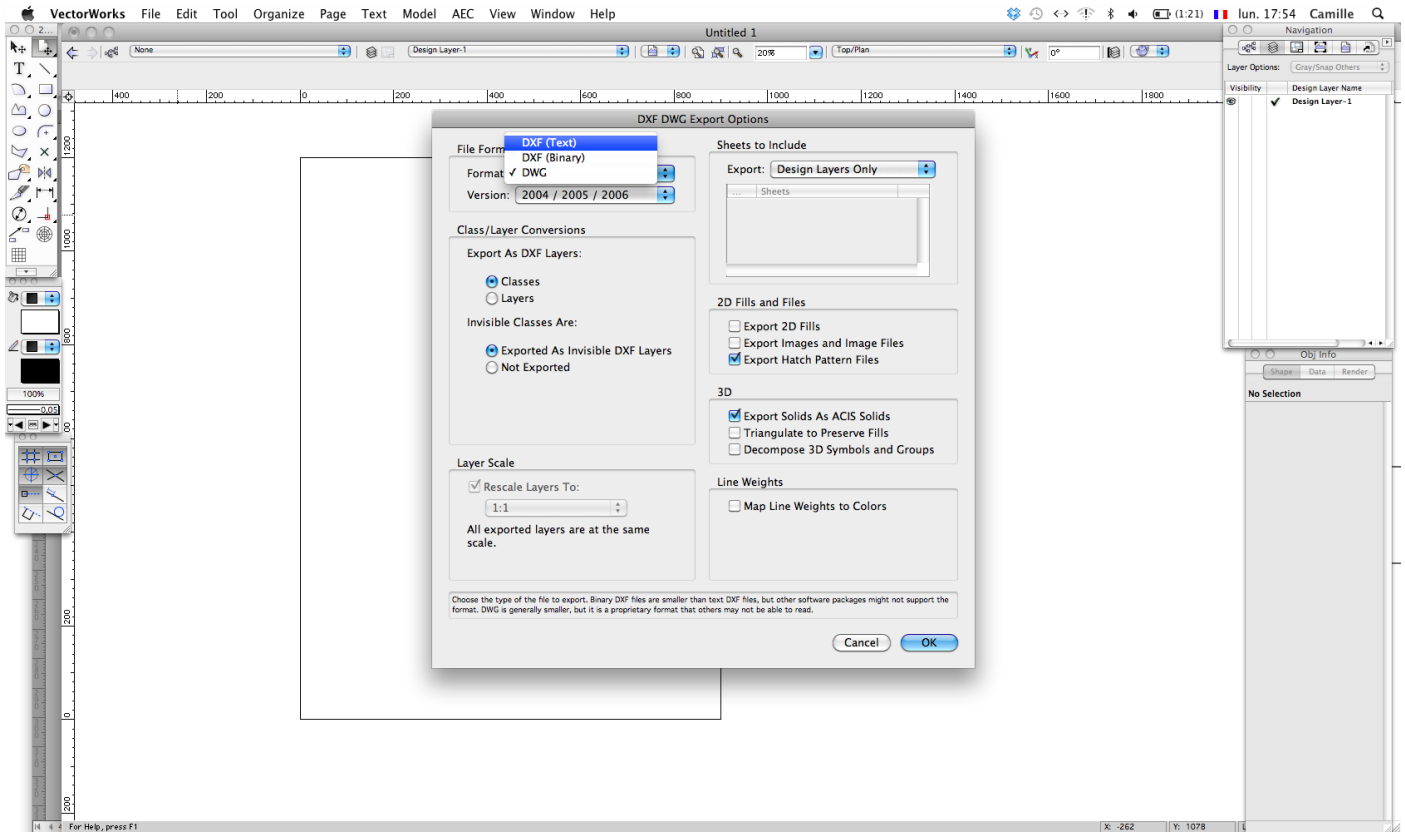 VectorWorks File Edit Tool Organize Page Text Model AEC View Window Help (1:21) lun. 17:54 Camille
2...
Untitled 1
Navigation
None
Design Layer-1
20%
Top/Plan
0°
Layer Options: Gray/Snap Others
Visibility Design Layer Name
Design Layer-1
400 200 0 200 400 600 800 1000 1200 1400 1600 1800
1200
1000
800
200
0
200
DXF DWG Export Options
File Form
DXF (Text)
DXF (Binary)
DWG
Format
Version: 2004 / 2005 / 2006
Class/Layer Conversions
Export As DXF Layers:
Classes
Layers
Invisible Classes Are:
Exported As Invisible DXF Layers
Not Exported
Layer Scale
Rescale Layers To:
1:1
All exported layers are at the same
scale.
Sheets to Include
Export: Design Layers Only
... Sheets
2D Fills and Files
Export 2D Fills
Export Images and Image Files
Export Hatch Pattern Files
3D
Export Solids As ACIS Solids
Triangulate to Preserve Fills
Decompose 3D Symbols and Groups
Line Weights
Map Line Weights to Colors
Choose the type of the file to export. Binary DXF files are smaller than text DXF files, but other software packages might not support the
format. DWG is generally smaller, but it is a proprietary format that others may not be able to read.
Cancel OK
100%
0.05
Obj Info
Shape Data Render
No Selection
For Help, press F1
X: -262 Y: 1078 L